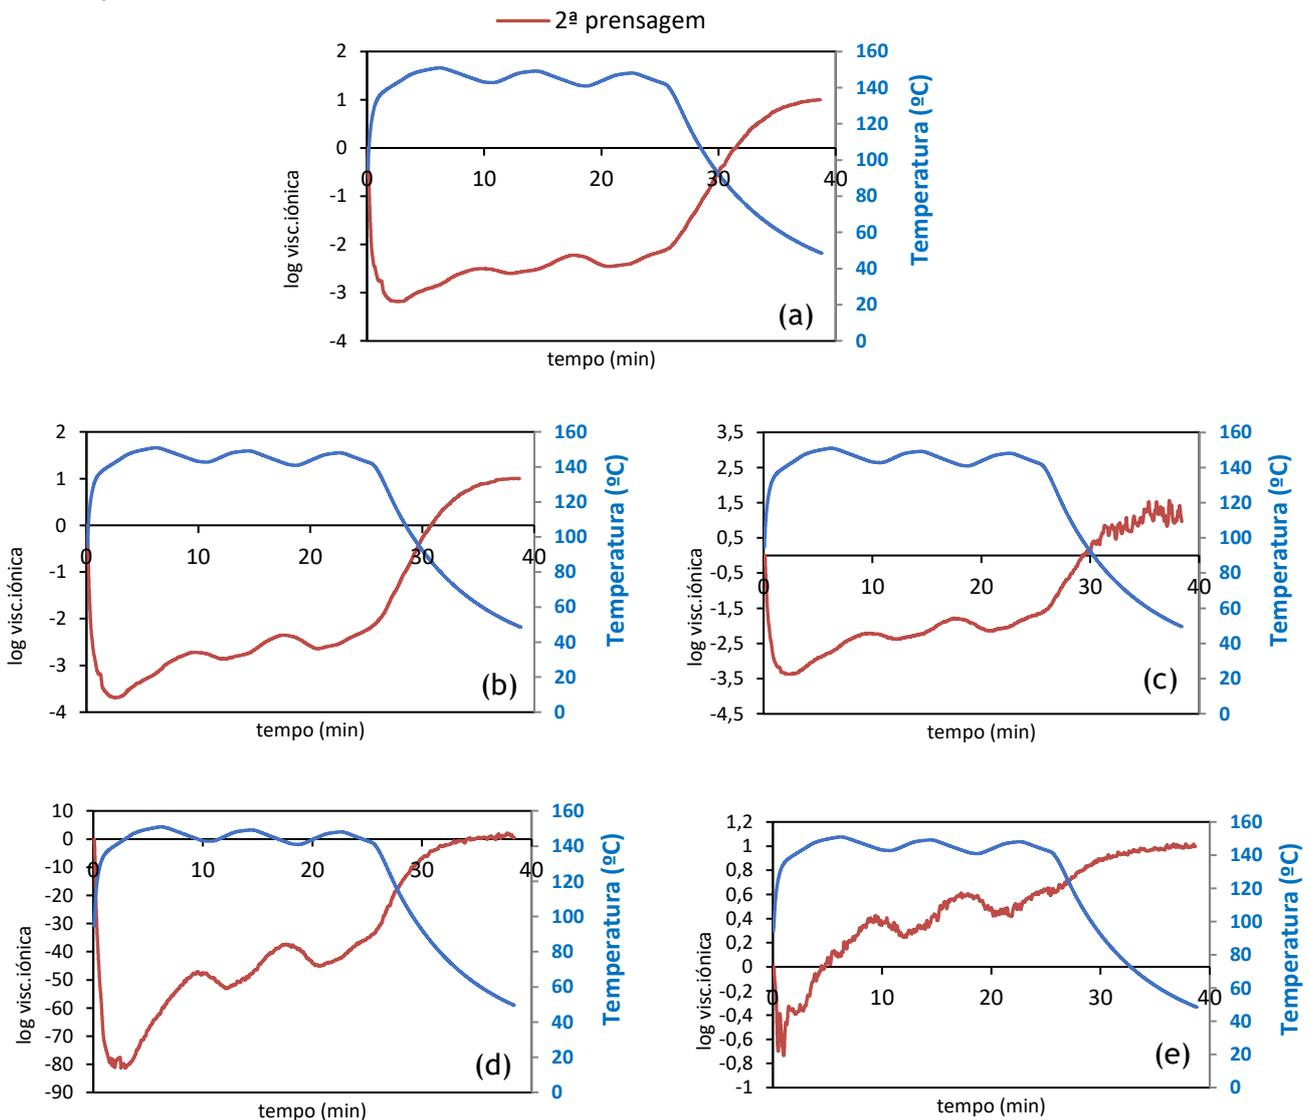 2ª prensagem
2 160
1 140
0 120
-1 100
-2 80
-3 60
-4 40
20
0
0 10 20 30 40
log visc.iónica
Temperatura (ºC)
(a)
tempo (min)
2 160
1 140
0 120
-1 100
-2 80
-3 60
-4 40
20
0
0 10 20 30 40
log visc.iónica
Temperatura (ºC)
(b)
tempo (min)
3,5 160
2,5 140
1,5 120
0,5 100
-0,5 80
-1,5 60
-2,5 40
-3,5 20
-4,5 0
0 10 20 30 40
log visc.iónica
Temperatura (ºC)
(c)
tempo (min)
10 160
0 140
-10 120
-20 100
-30 80
-40 60
-50 40
-60 20
-70 0
-80
-90
0 10 20 30 40
log visc.iónica
Temperatura (ºC)
(d)
tempo (min)
1,2 160
1 140
0,8 120
0,6 100
0,4 80
0,2 60
0 40
-0,2 20
-0,4 0
-0,6
-0,8
-1
0 10 20 30 40
log visc.iónica
Temperatura (ºC)
(e)
tempo (min)